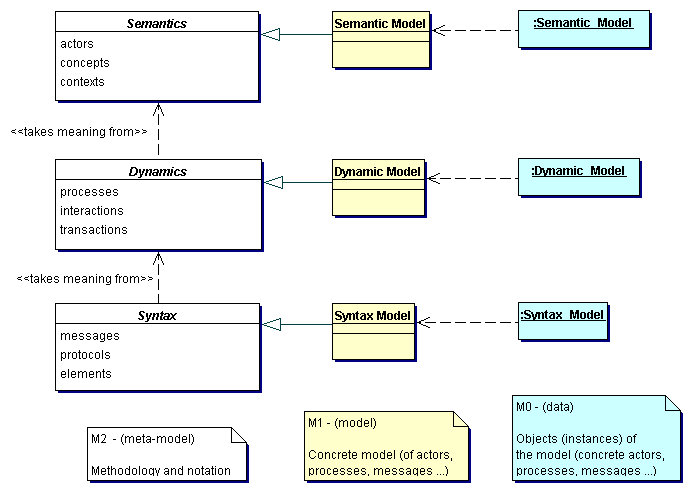 Semantics
actors
concepts
contexts
Semantic Model
:Semantic_Model
<<takes meaning from>>
Dynamics
processes
interactions
transactions
Dynamic Model
:Dynamic_Model
<<takes meaning from>>
Syntax
messages
protocols
elements
Syntax Model
:Syntax_Model
M2 - (meta-model)
Methodology and notation
M1 - (model)
Concrete model (of actors,
processes, messages ...)
M0 - (data)
Objects (instances) of
the model (concrete actors,
processes, messages ...)